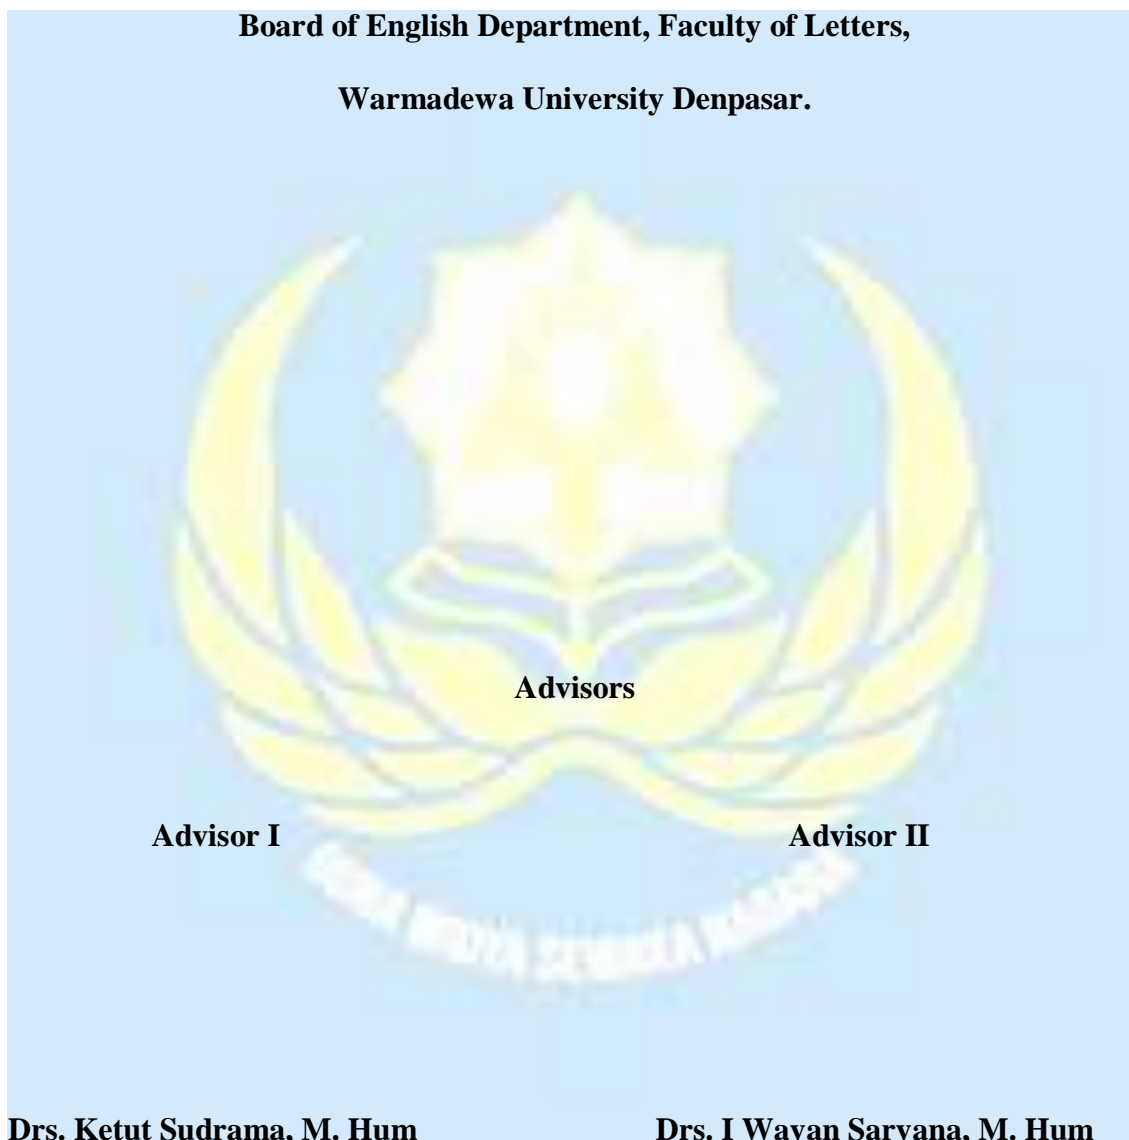 Board of English Department, Faculty of Letters,
Warmadewa University Denpasar.
Advisors
Advisor I
Advisor II
SEWAKA
Drs. Ketut Sudrama, M. Hum
Drs. I Wayan Saryana, M. Hum